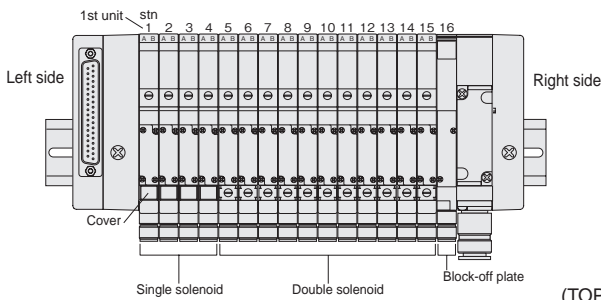 1st unit stn
1 2 3 4 5 6 7 8 9 10 11 12 13 14 15 16
A B A B A B A B A B A B A B A B A B A B A B A B A B A B A B
Left side
Right side
Cover
Single solenoid
Double solenoid
Block-off plate
(TOP